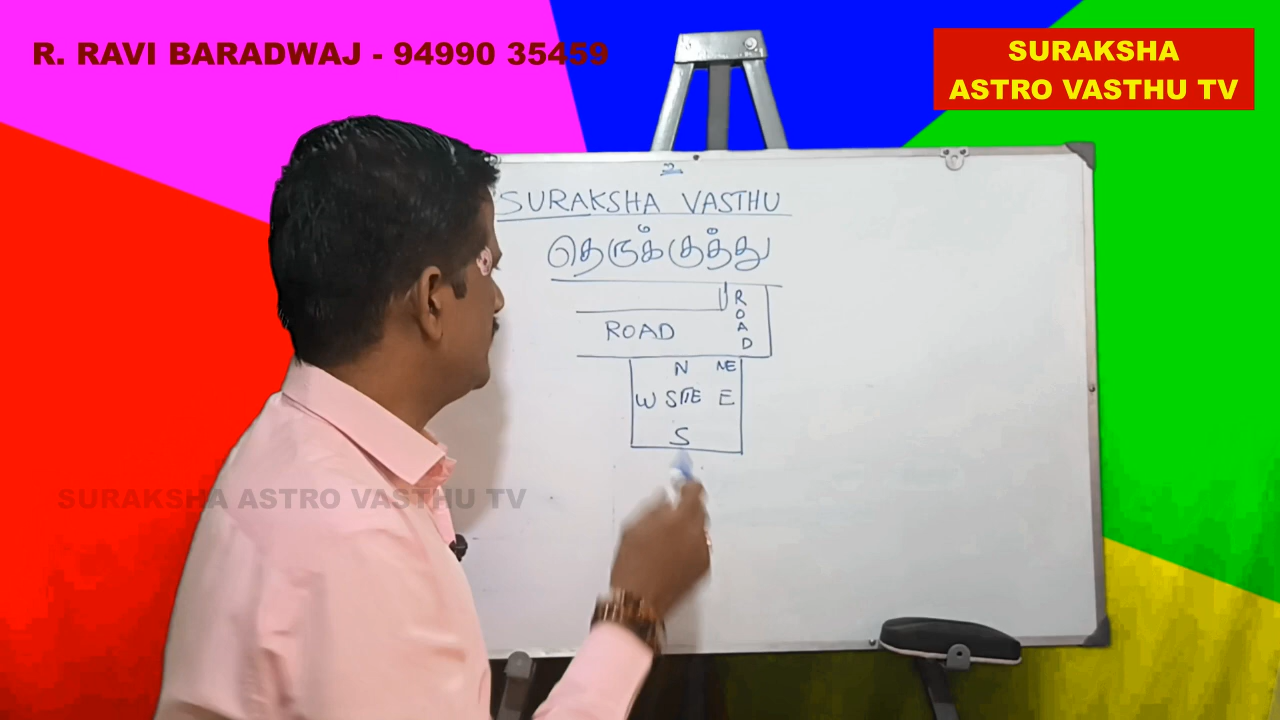 R. RAVI BARADWAJ - 94990 35459
SURAKSHA
ASTRO VASTHU TV
உ
SURAKSHA VASTHU
தெருக்குத்து
ROAD
ROAD
N NE
W SITE E
S
SURAKSHA ASTRO VASTHU TV